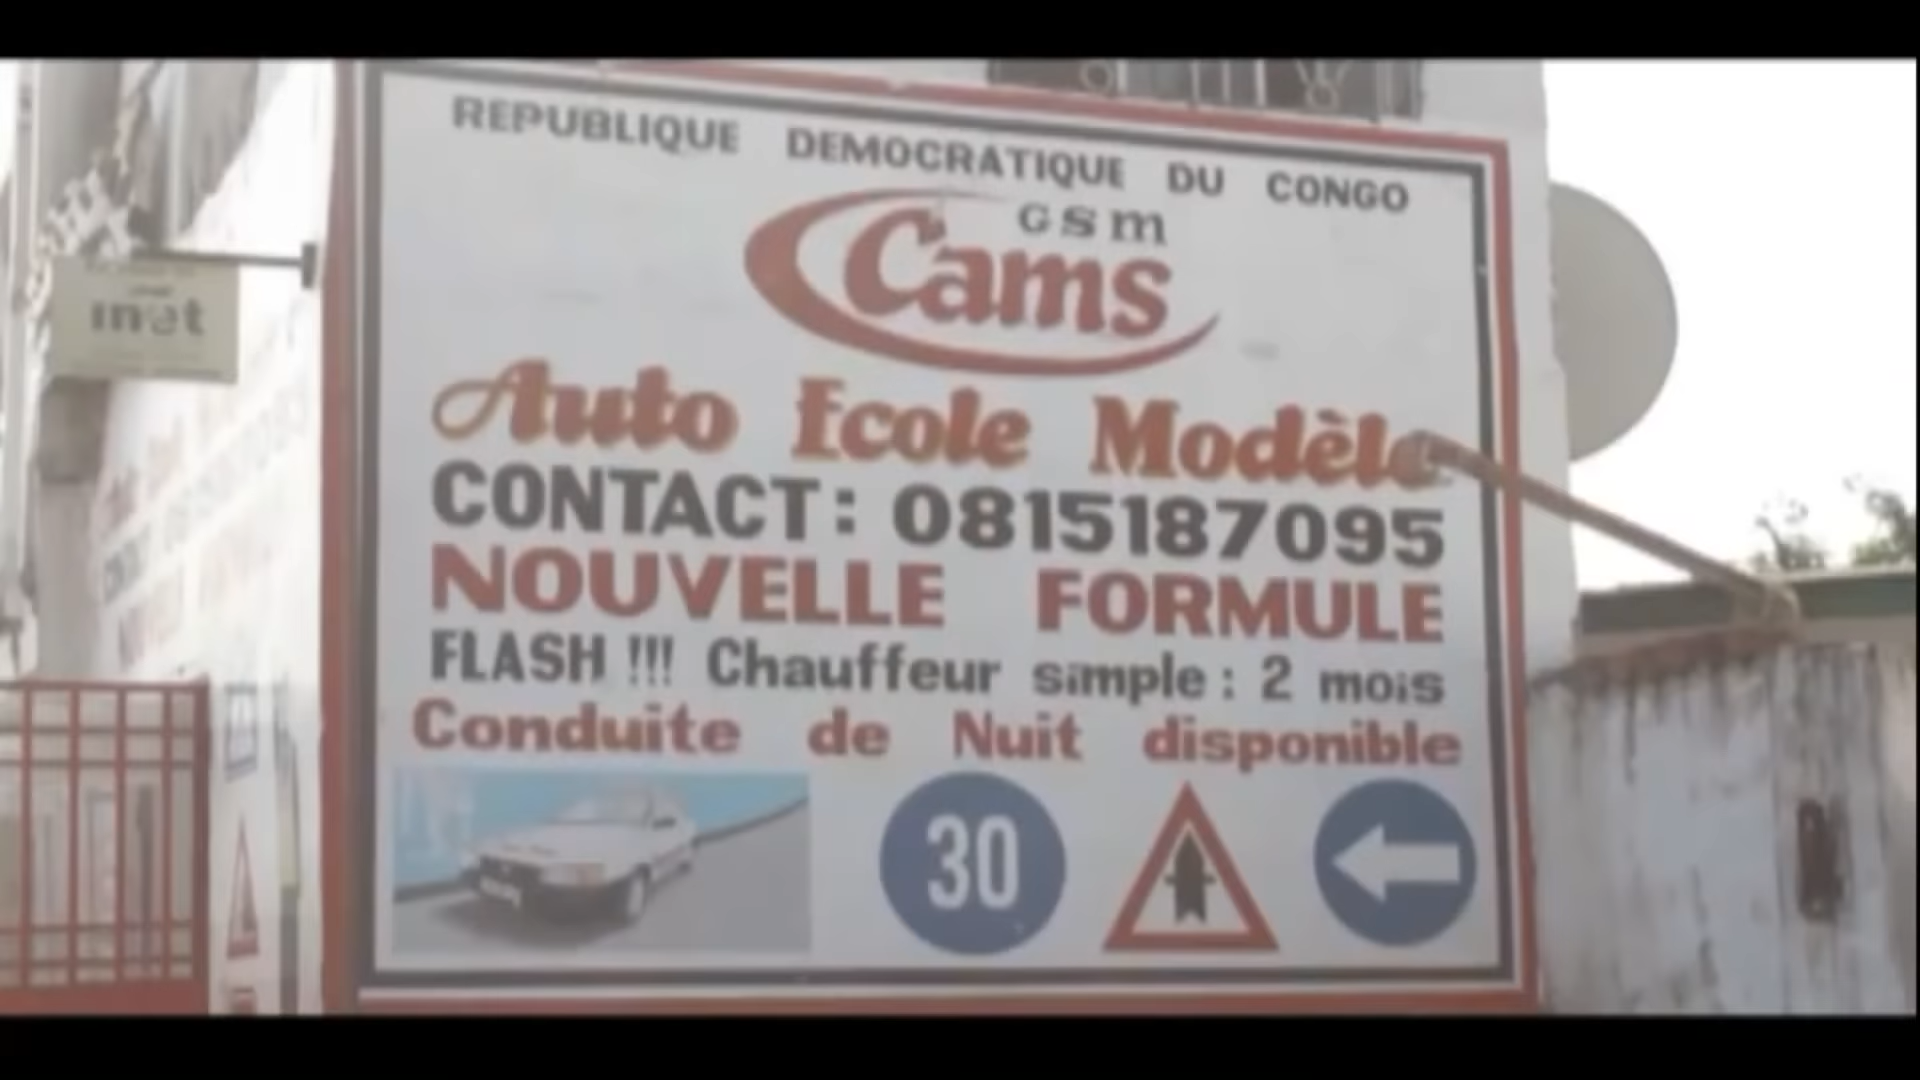 REPUBLIQUE DEMOCRATIQUE DU CONGO
GSM
Cams
Auto Ecole Modèle
CONTACT: 0815187095
NOUVELLE FORMULE
FLASH !!! Chauffeur simple : 2 mois
Conduite de Nuit disponible
30